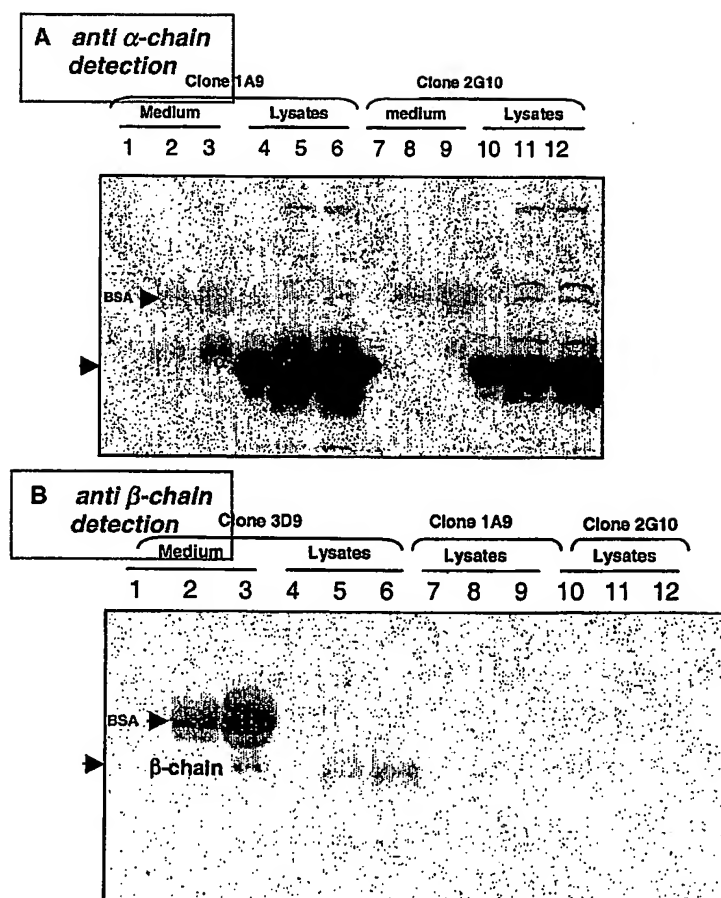 A anti α-chain
detection
Clone 1A9 Clone 2G10
Medium Lysates medium Lysates
1 2 3 4 5 6 7 8 9 10 11 12
BSA
B anti β-chain
detection
Clone 3D9 Clone 1A9 Clone 2G10
Medium Lysates Lysates Lysates
1 2 3 4 5 6 7 8 9 10 11 12
BSA
β-chain